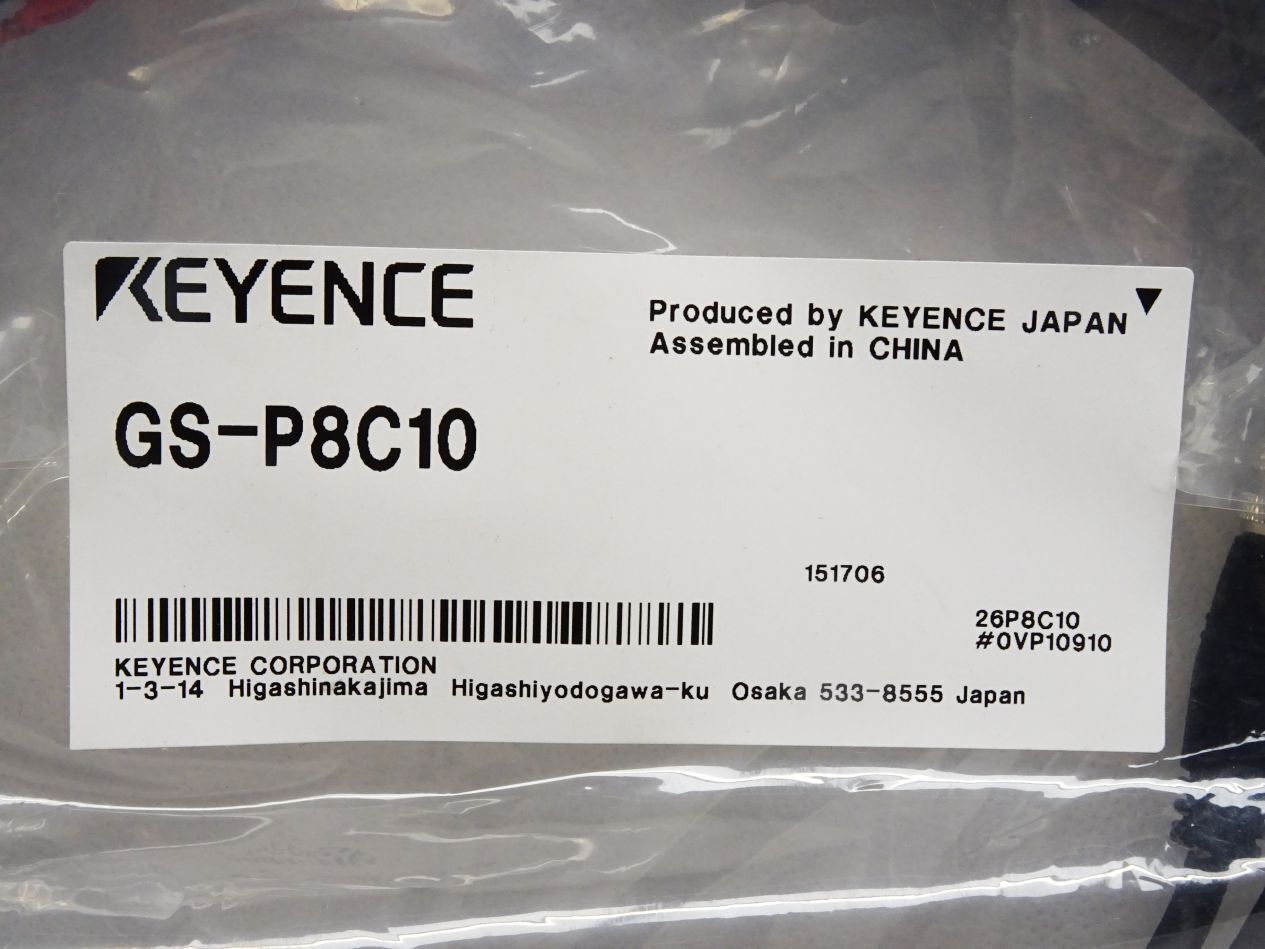 KEYENCE
Produced by KEYENCE JAPAN
Assembled in CHINA
GS-P8C10
151706
26P8C10
#0VP10910
KEYENCE CORPORATION
1-3-14 Higashinakajima Higashiyodogawa-ku Osaka 533-8555 Japan